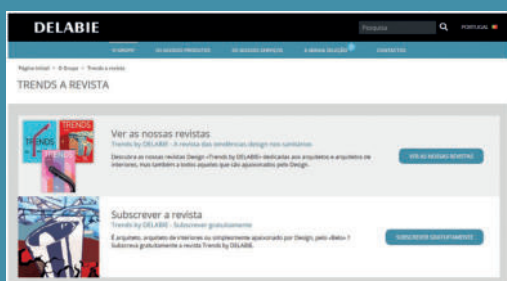 DELABIE
Pesquisa
PORTUGAL
O GRUPO
OS NOSSOS PRODUTOS
OS NOSSOS SERVIÇOS
A MINHA SELEÇÃO
CONTACTOS
Página Inicial > O Grupo > Trends a revista
TRENDS A REVISTA
TRENDS
TRENDS
TRENDS
Ver as nossas revistas
Trends by DELABIE - A revista das tendências design nos sanitários
Descubra as nossas revistas Design «Trends by DELABIE» dedicadas aos arquitetos e arquitetos de
interiores, mas também a todos aqueles que são apaixonados pelo Design.
VER AS NOSSAS REVISTAS
Subscrever a revista
Trends by DELABIE - Subscrever gratuitamente
É arquiteto, arquiteto de interiores ou simplesmente apaixonado por Design, pelo «Belo» ?
Subscreva gratuitamente a revista Trends by DELABIE.
SUBSCREVER GRATUITAMENTE